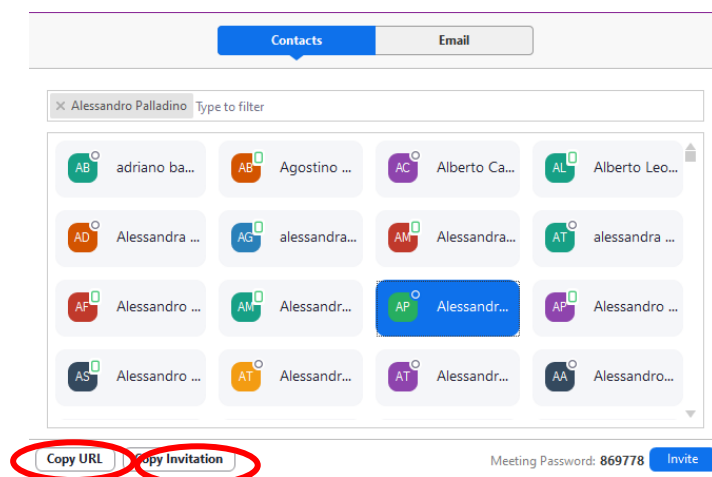 Contacts Email
× Alessandro Palladino Type to filter
AB adriano ba... AB Agostino ... AC Alberto Ca... AL Alberto Leo...
AD Alessandra ... AG alessandra... AM Alessandra... AT alessandra ...
AF Alessandro ... AM Alessandr... AP Alessandr... AP Alessandro ...
AS Alessandro ... AT Alessandr... AT Alessandr... AA Alessandro...
Copy URL Copy Invitation Meeting Password: 869778 Invite